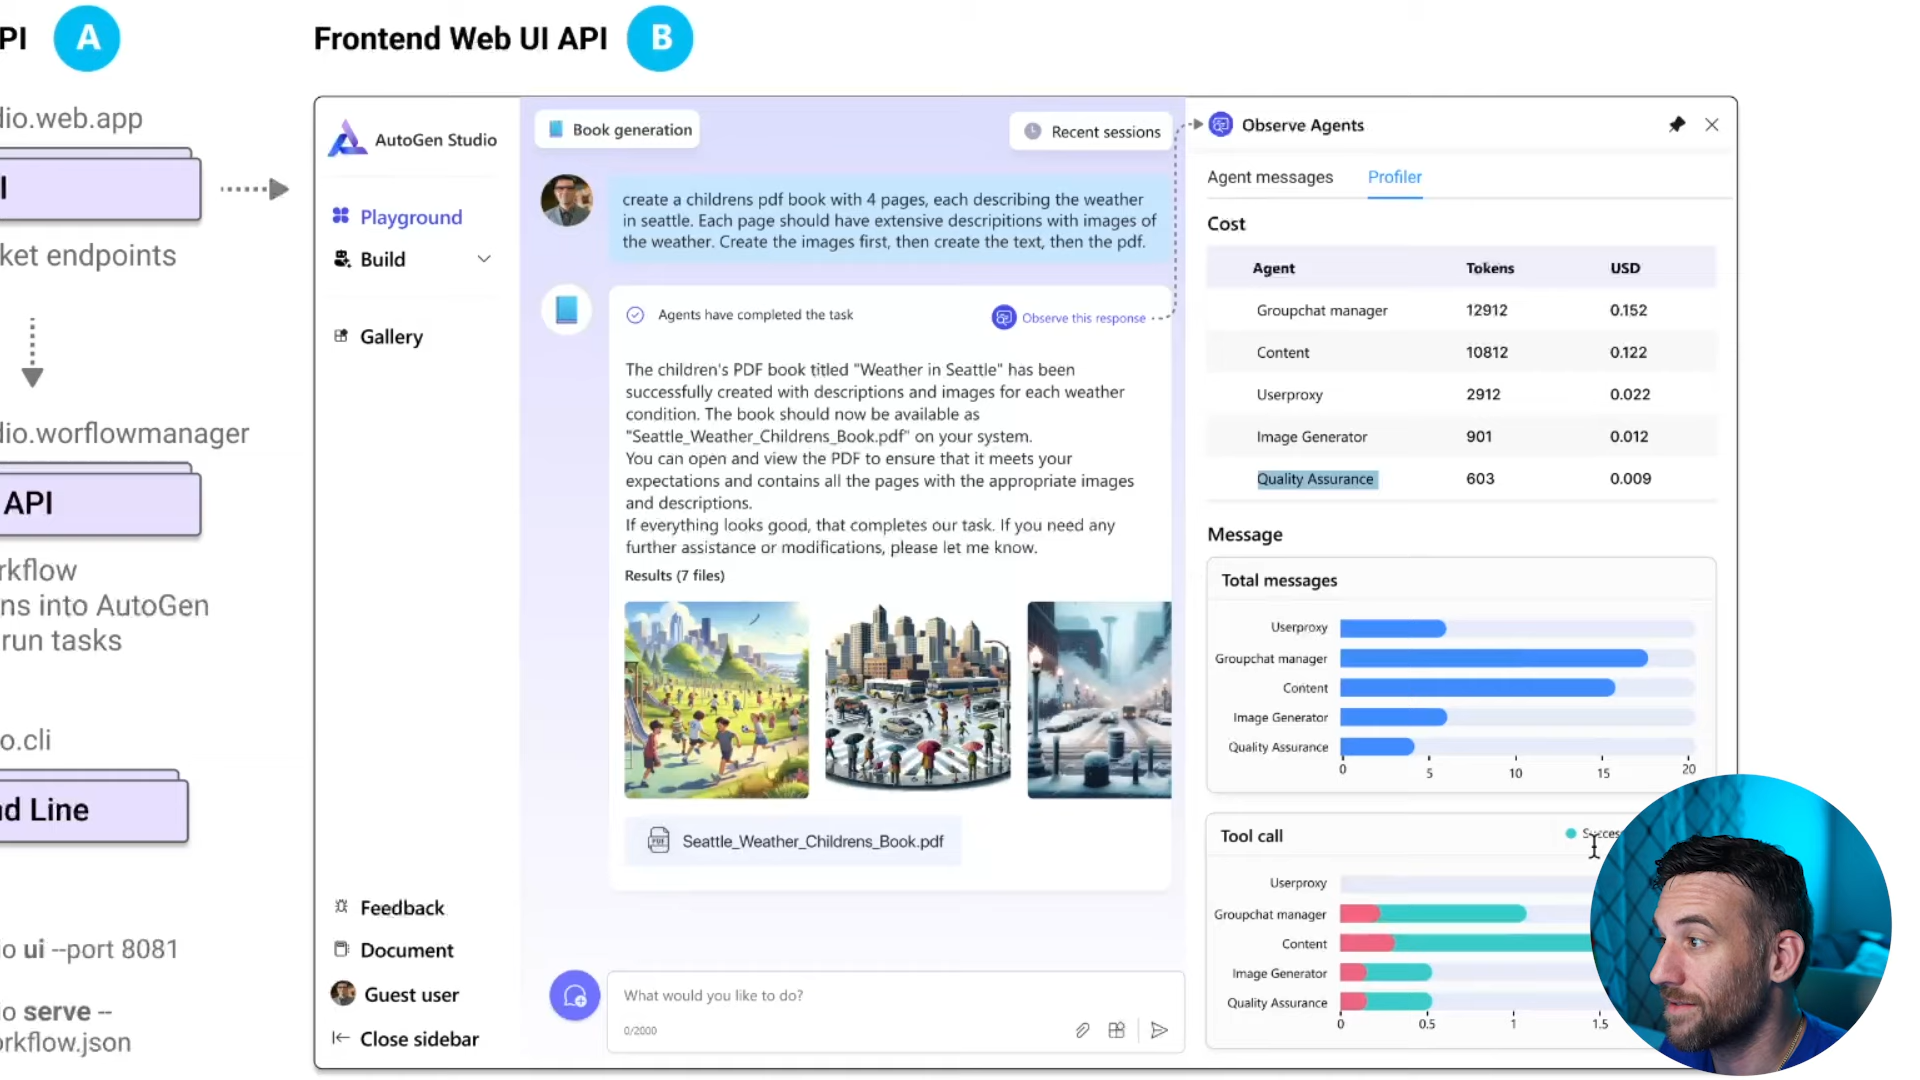 PI
A
Frontend Web UI API
B
dio.web.app
I
ket endpoints
dio.worflowmanager
API
rkflow
ns into AutoGen
run tasks
o.cli
nd Line
io ui --port 8081
io serve --
orkflow.json
AutoGen Studio
Playground
Build
Gallery
Feedback
Document
Guest user
Close sidebar
Book generation
Recent sessions
create a childrens pdf book with 4 pages, each describing the weather
in seattle. Each page should have extensive descripitions with images of
the weather. Create the images first, then create the text, then the pdf.
Agents have completed the task
Observe this response
The children's PDF book titled "Weather in Seattle" has been
successfully created with descriptions and images for each weather
condition. The book should now be available as
"Seattle_Weather_Childrens_Book.pdf" on your system.
You can open and view the PDF to ensure that it meets your
expectations and contains all the pages with the appropriate images
and descriptions.
If everything looks good, that completes our task. If you need any
further assistance or modifications, please let me know.
Results (7 files)
Seattle_Weather_Childrens_Book.pdf
What would you like to do?
0/2000
Observe Agents
Agent messages Profiler
Cost
Agent Tokens USD
Groupchat manager 12912 0.152
Content 10812 0.122
Userproxy 2912 0.022
Image Generator 901 0.012
Quality Assurance 603 0.009
Message
Total messages
Userproxy
Groupchat manager
Content
Image Generator
Quality Assurance
0 5 10 15 20
Tool call
Succes
Userproxy
Groupchat manager
Content
Image Generator
Quality Assurance
0 0.5 1 1.5